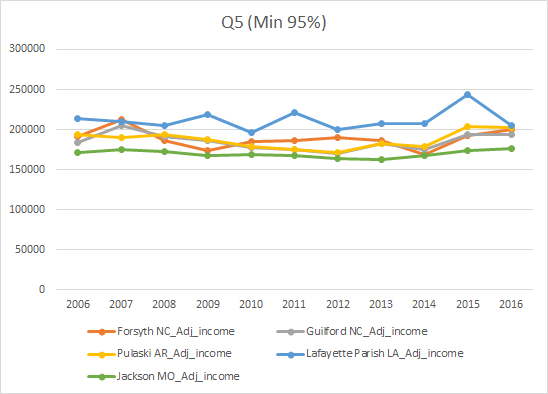 Q5 (Min 95%)
300000
250000
200000
150000
100000
50000
0
2006 2007 2008 2009 2010 2011 2012 2013 2014 2015 2016
Forsyth NC_Adj_income Guilford NC_Adj_income
Pulaski AR_Adj_income Lafayette Parish LA_Adj_income
Jackson MO_Adj_income